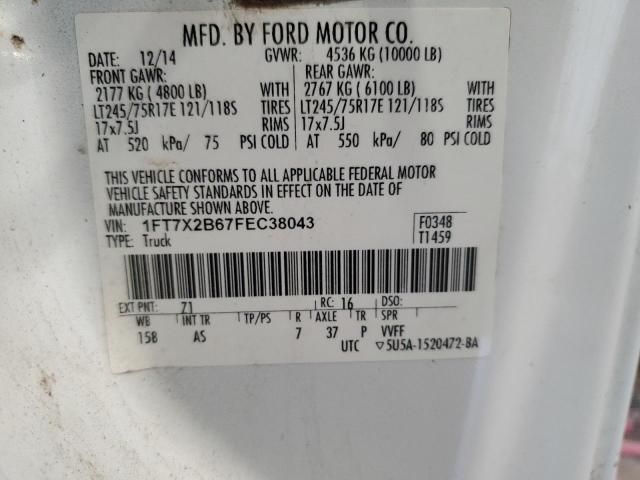 MFD. BY FORD MOTOR CO.
DATE: 12/14 GVWR: 4536 KG (10000 LB)
FRONT GAWR: REAR GAWR:
2177 KG ( 4800 LB) WITH 2767 KG ( 6100 LB) WITH
LT245/75R17E 121/118S TIRES LT245/75R17E 121/118S TIRES
17x7.5J RIMS 17x7.5J RIMS
AT 520 kPa/ 75 PSI COLD AT 550 kPa/ 80 PSI COLD
THIS VEHICLE CONFORMS TO ALL APPLICABLE FEDERAL MOTOR
VEHICLE SAFETY STANDARDS IN EFFECT ON THE DATE OF
MANUFACTURE SHOWN ABOVE.
VIN: 1FT7X2B67FEC38043 F0348
TYPE: Truck T1459
EXT PNT: 71 RC: 16 DSO:
WB INT TR TP/PS R AXLE TR SPR
158 AS 7 37 P VVFF
UTC ▽5U5A-1520472-BA